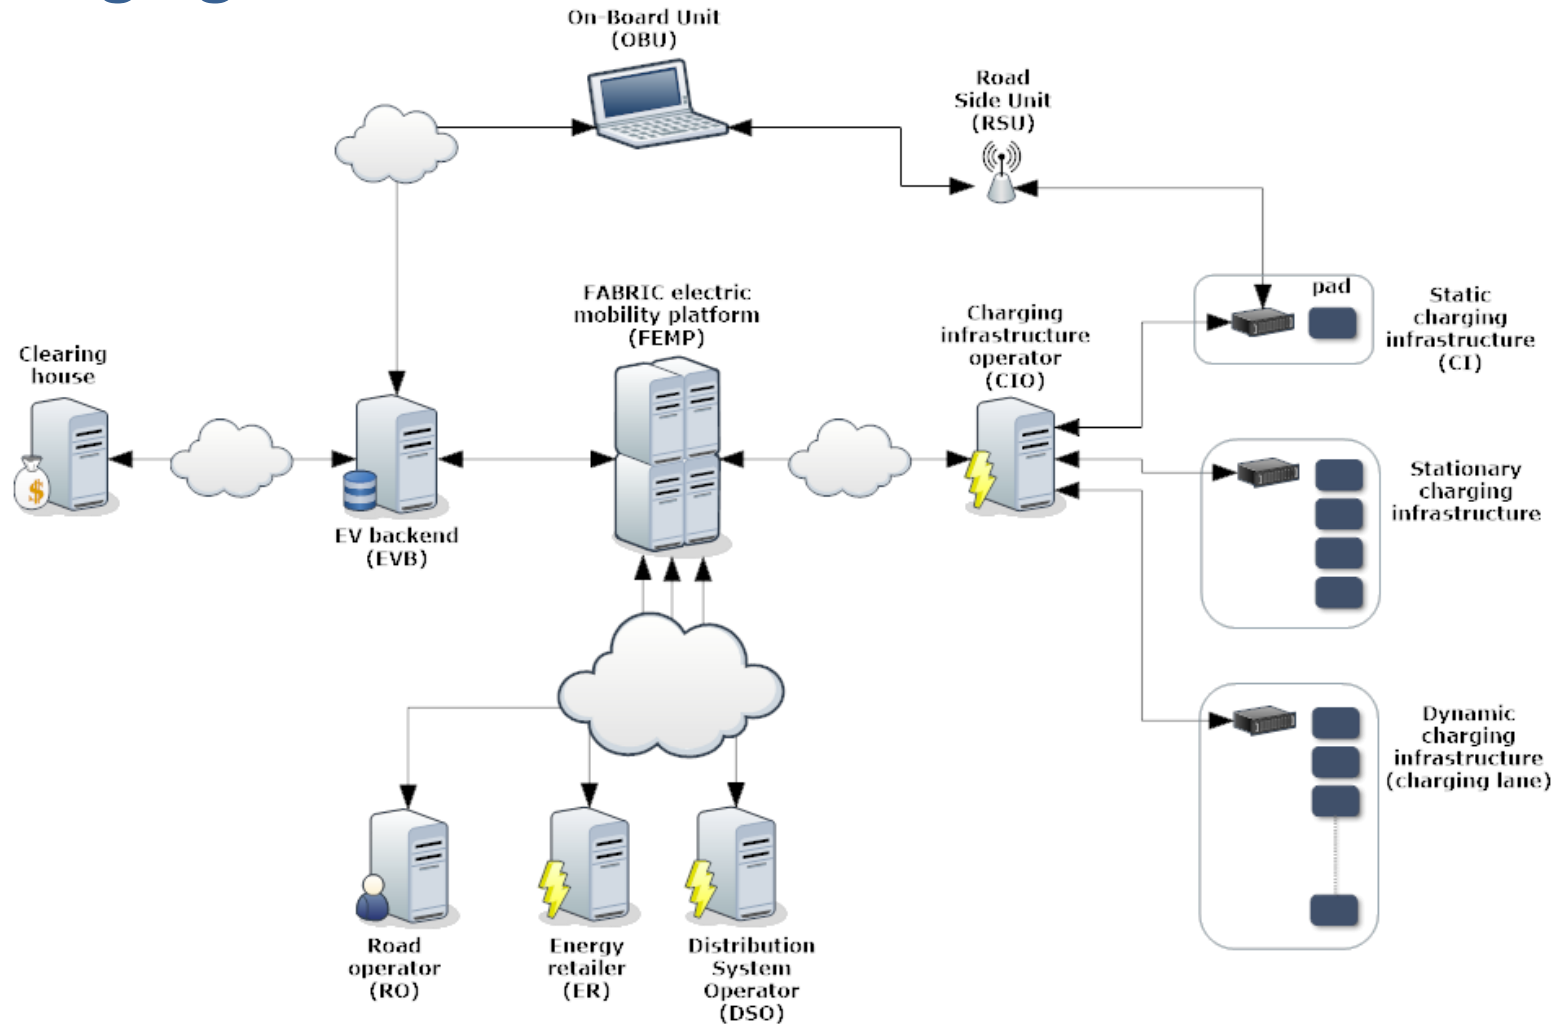 On-Board Unit
(OBU)
Road
Side Unit
(RSU)
FABRIC electric
mobility platform
(FEMP)
Charging
infrastructure
operator
(CIO)
pad
Static
charging
infrastructure
(CI)
Clearing
house
$
EV backend
(EVB)
Stationary
charging
infrastructure
Dynamic
charging
infrastructure
(charging lane)
Road
operator
(RO)
Energy
retailer
(ER)
Distribution
System
Operator
(DSO)